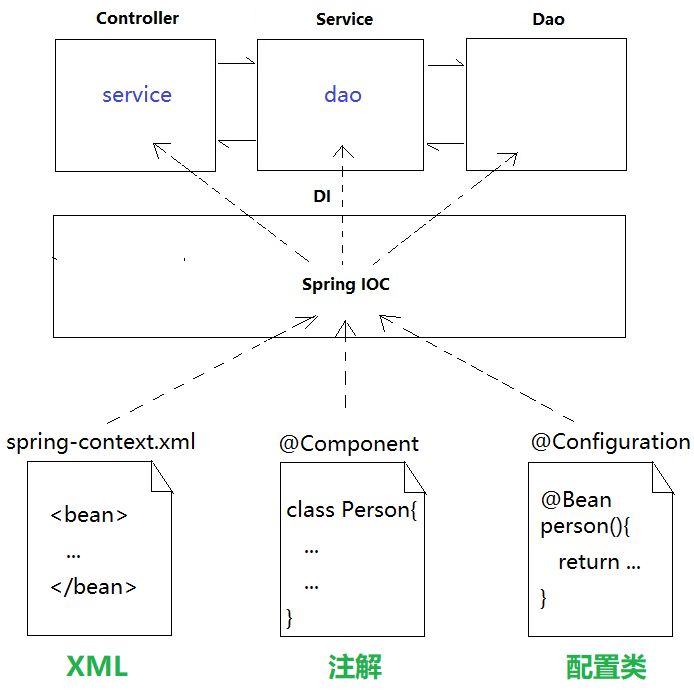 Controller
Service
Dao
service
dao
DI
Spring IOC
spring-context.xml
@Component
@Configuration
<bean>
...
</bean>
class Person{
...
...
}
@Bean
person(){
return ...
}
XML
注解
配置类